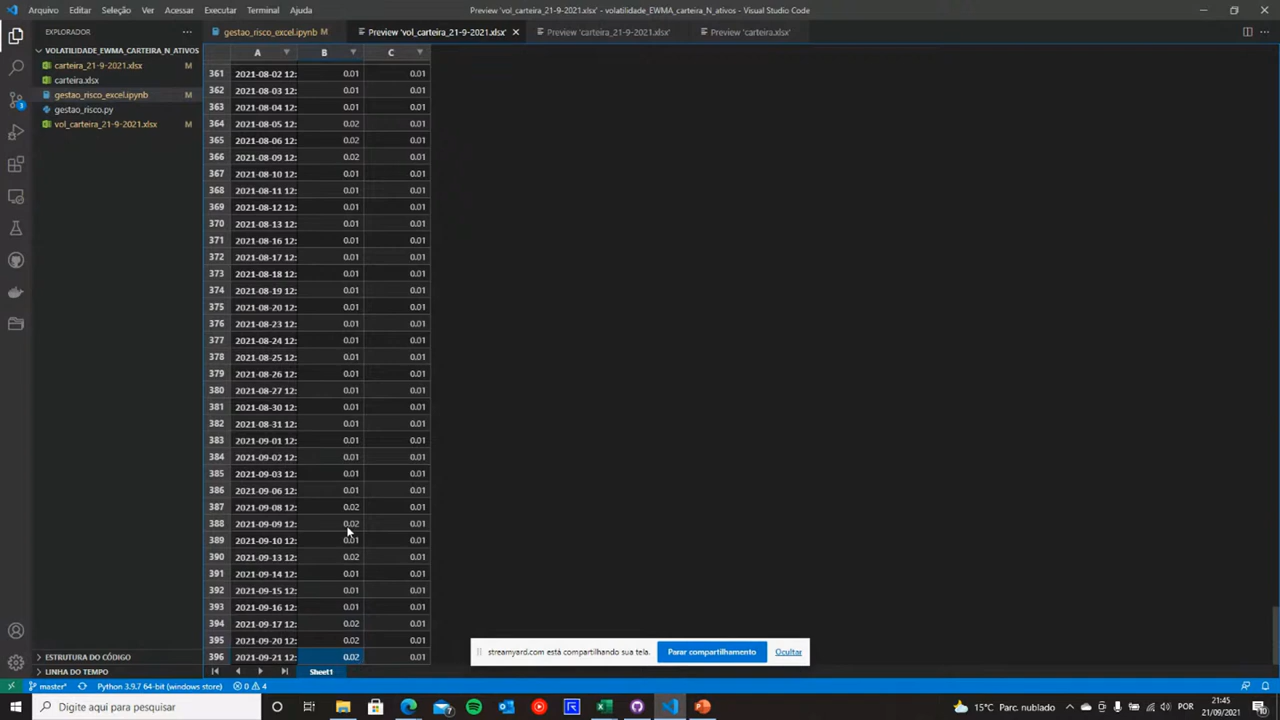 Arquivo Editar Seleção Ver Acessar Executar Terminal Ajuda
Preview 'vol_carteira_21-9-2021.xlsx' - volatilidade_EWMA_carteira_N_ativos - Visual Studio Code
EXPLORADOR
VOLATILIDADE_EWMA_CARTEIRA_N_ATIVOS
carteira_21-9-2021.xlsx M
carteira.xlsx
gestao_risco_excel.ipynb M
gestao_risco.py
vol_carteira_21-9-2021.xlsx M
ESTRUTURA DO CÓDIGO
LINHA DO TEMPO
gestao_risco_excel.ipynb M
Preview 'vol_carteira_21-9-2021.xlsx'
Preview 'carteira_21-9-2021.xlsx'
Preview 'carteira.xlsx'
A B C
361 2021-08-02 12: 0.01 0.01
362 2021-08-03 12: 0.01 0.01
363 2021-08-04 12: 0.01 0.01
364 2021-08-05 12: 0.02 0.01
365 2021-08-06 12: 0.02 0.01
366 2021-08-09 12: 0.02 0.01
367 2021-08-10 12: 0.01 0.01
368 2021-08-11 12: 0.01 0.01
369 2021-08-12 12: 0.01 0.01
370 2021-08-13 12: 0.01 0.01
371 2021-08-16 12: 0.01 0.01
372 2021-08-17 12: 0.01 0.01
373 2021-08-18 12: 0.01 0.01
374 2021-08-19 12: 0.01 0.01
375 2021-08-20 12: 0.01 0.01
376 2021-08-23 12: 0.01 0.01
377 2021-08-24 12: 0.01 0.01
378 2021-08-25 12: 0.01 0.01
379 2021-08-26 12: 0.01 0.01
380 2021-08-27 12: 0.01 0.01
381 2021-08-30 12: 0.01 0.01
382 2021-08-31 12: 0.01 0.01
383 2021-09-01 12: 0.01 0.01
384 2021-09-02 12: 0.01 0.01
385 2021-09-03 12: 0.01 0.01
386 2021-09-06 12: 0.01 0.01
387 2021-09-08 12: 0.02 0.01
388 2021-09-09 12: 0.02 0.01
389 2021-09-10 12: 0.01 0.01
390 2021-09-13 12: 0.02 0.01
391 2021-09-14 12: 0.01 0.01
392 2021-09-15 12: 0.01 0.01
393 2021-09-16 12: 0.01 0.01
394 2021-09-17 12: 0.02 0.01
395 2021-09-20 12: 0.02 0.01
396 2021-09-21 12: 0.02 0.01
Sheet1
streamyard.com está compartilhando sua tela. Parar compartilhamento Ocultar
master* Python 3.9.7 64-bit (windows store) 0 4
Digite aqui para pesquisar
15°C Parc. nublado POR
21:45
21/09/2021